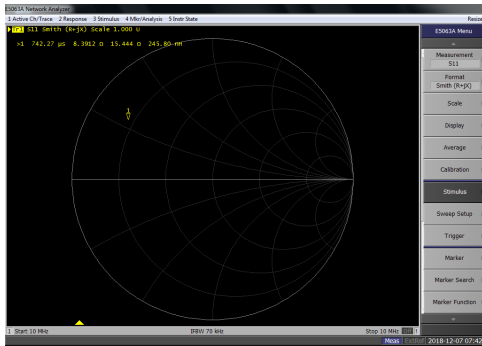 E5063A Network Analyzer
1 Active Ch/Trace 2 Response 3 Stimulus 4 Mkr/Analysis 5 Instr State
Resize
Tr1 S11 Smith (R+jX) Scale 1.000 U
>1 742.27 µs 8.3912 Ω 15.444 Ω 245.80 nH
1
E5063A Menu
Measurement
S11
Format
Smith (R+jX)
Scale
Display
Average
Calibration
Stimulus
Sweep Setup
Trigger
Marker
Marker Search
Marker Function
1 Start 10 MHz
IFBW 70 kHz
Stop 10 MHz Off !
Meas
ExtRef
2018-12-07 07:42